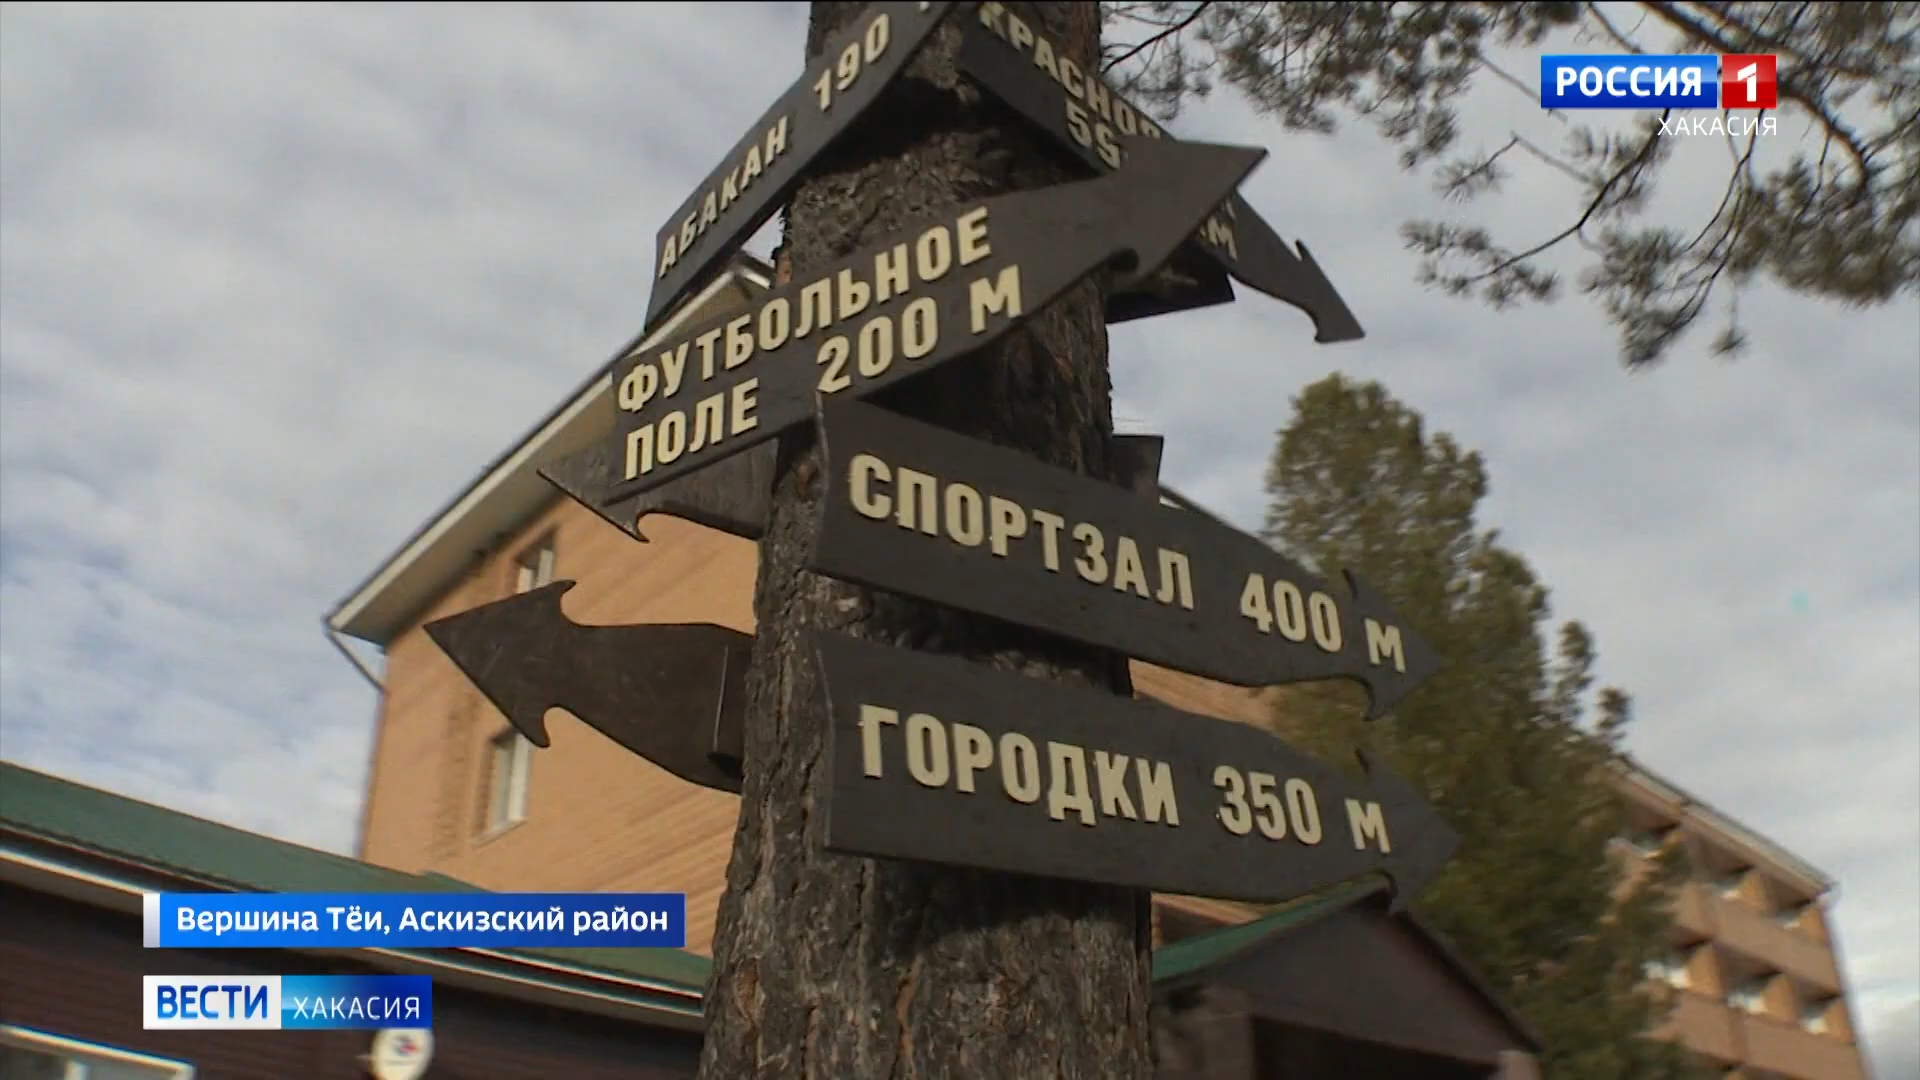 АБАКАН 190
РОССИЯ 1
ХАКАСИЯ
ФУТБОЛЬНОЕ
ПОЛЕ 200 М
СПОРТЗАЛ 400 М
ГОРОДКИ 350 М
Вершина Тёи, Аскизский район
ВЕСТИ ХАКАСИЯ